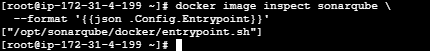 [root@ip-172-31-4-199 ~]# docker image inspect sonarqube \
  --format '{{json .Config.Entrypoint}}'
["/opt/sonarqube/docker/entrypoint.sh"]
[root@ip-172-31-4-199 ~]#